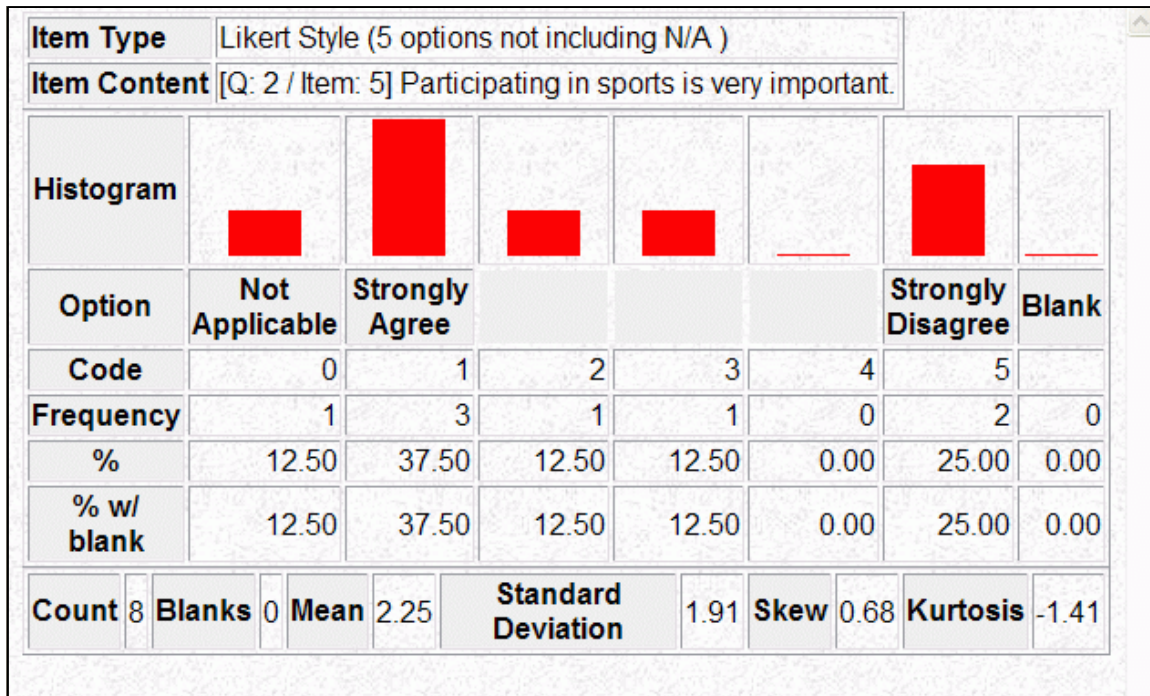 Item Type Likert Style (5 options not including N/A )
Item Content [Q: 2 / Item: 5] Participating in sports is very important.
Histogram
Option Not Applicable Strongly Agree Strongly Disagree Blank
Code 0 1 2 3 4 5
Frequency 1 3 1 1 0 2 0
% 12.50 37.50 12.50 12.50 0.00 25.00 0.00
% w/ blank 12.50 37.50 12.50 12.50 0.00 25.00 0.00
Count 8 Blanks 0 Mean 2.25 Standard Deviation 1.91 Skew 0.68 Kurtosis -1.41